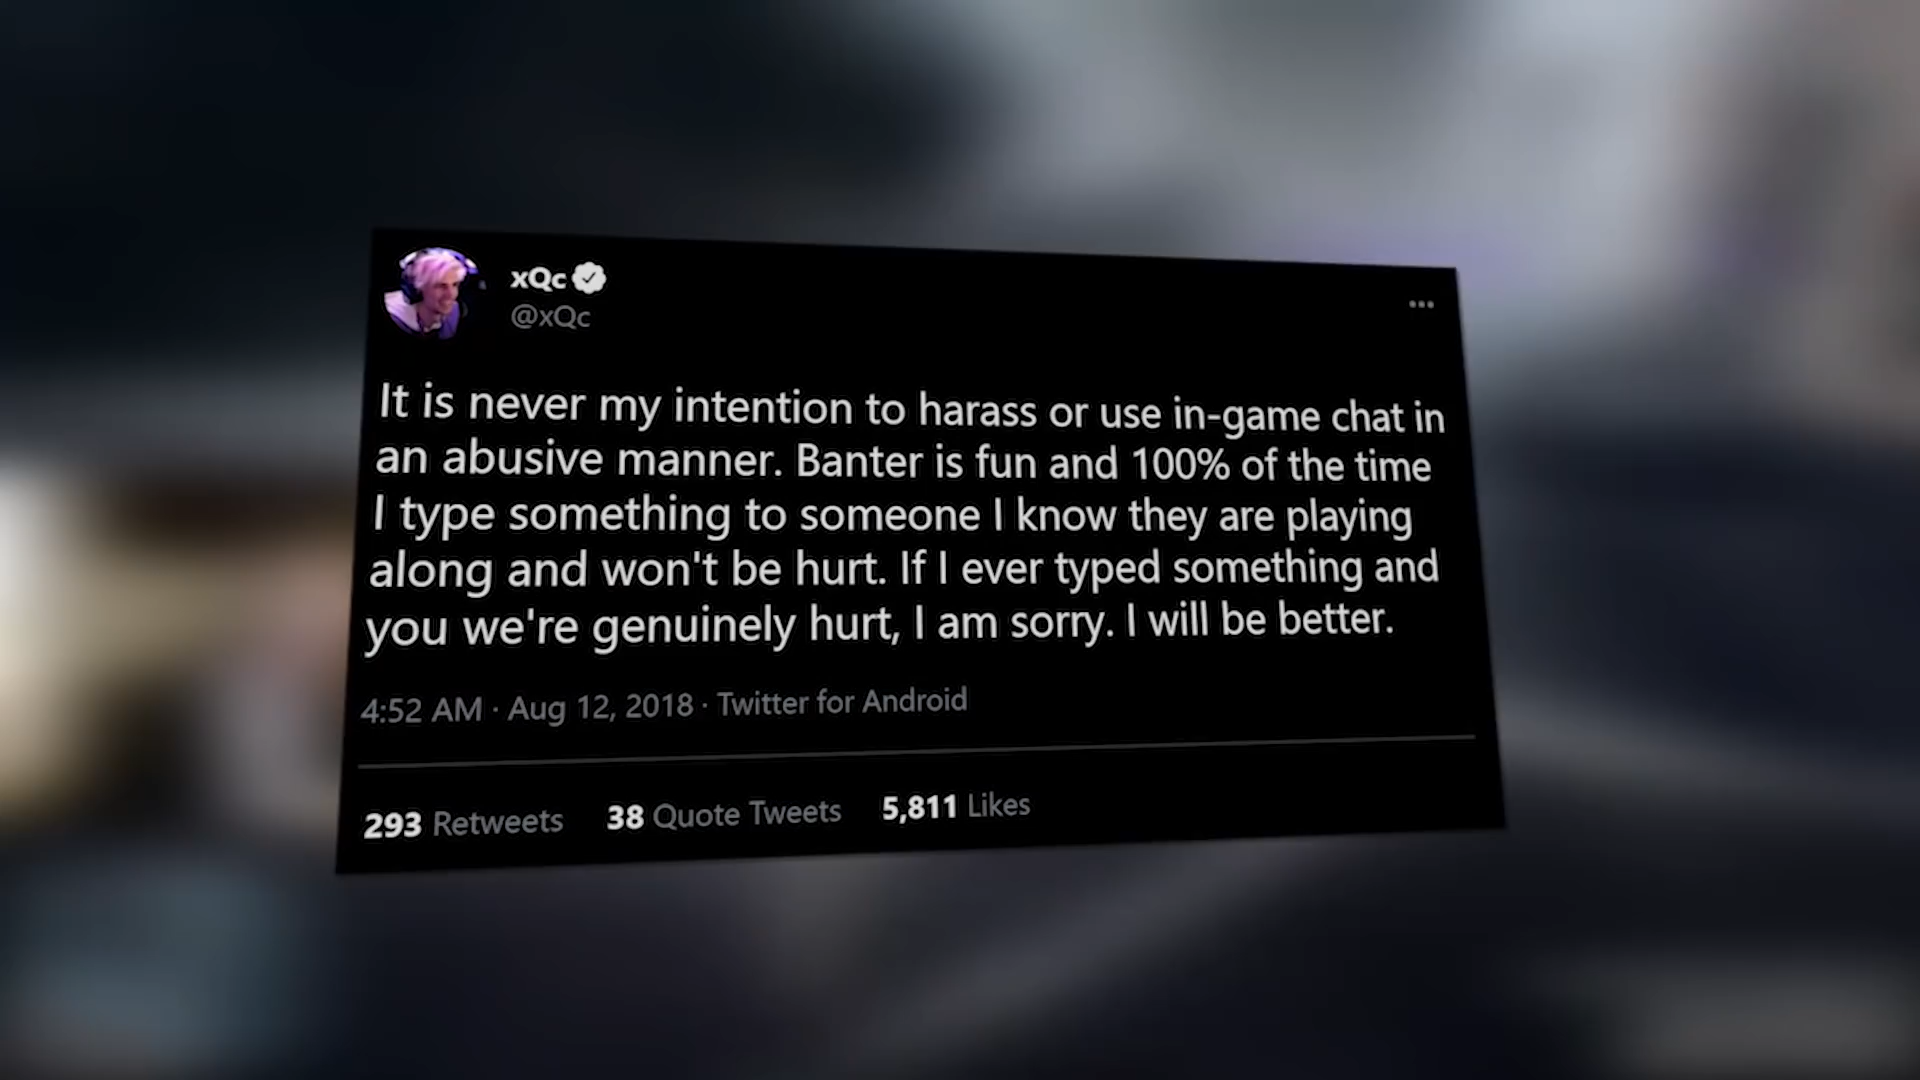 xQc
@xQc
It is never my intention to harass or use in-game chat in
an abusive manner. Banter is fun and 100% of the time
I type something to someone I know they are playing
along and won't be hurt. If I ever typed something and
you we're genuinely hurt, I am sorry. I will be better.
4:52 AM · Aug 12, 2018 · Twitter for Android
293 Retweets 38 Quote Tweets 5,811 Likes